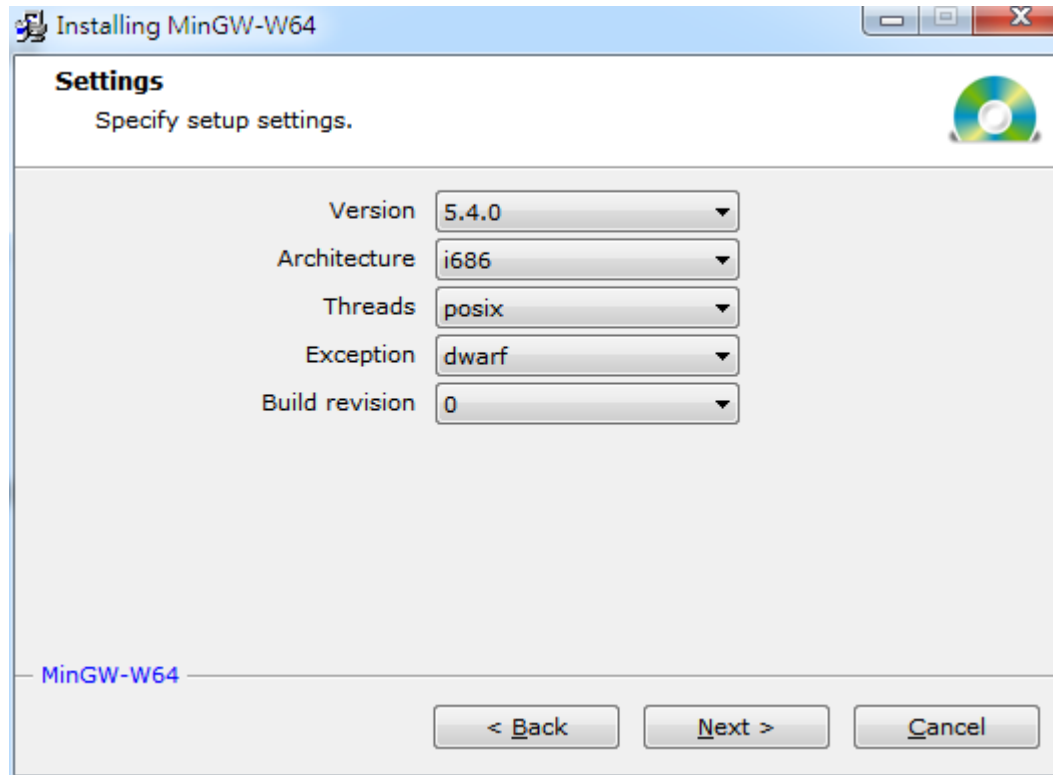 Installing MinGW-W64
Settings
Specify setup settings.
Version 5.4.0
Architecture i686
Threads posix
Exception dwarf
Build revision 0
MinGW-W64
< Back Next > Cancel